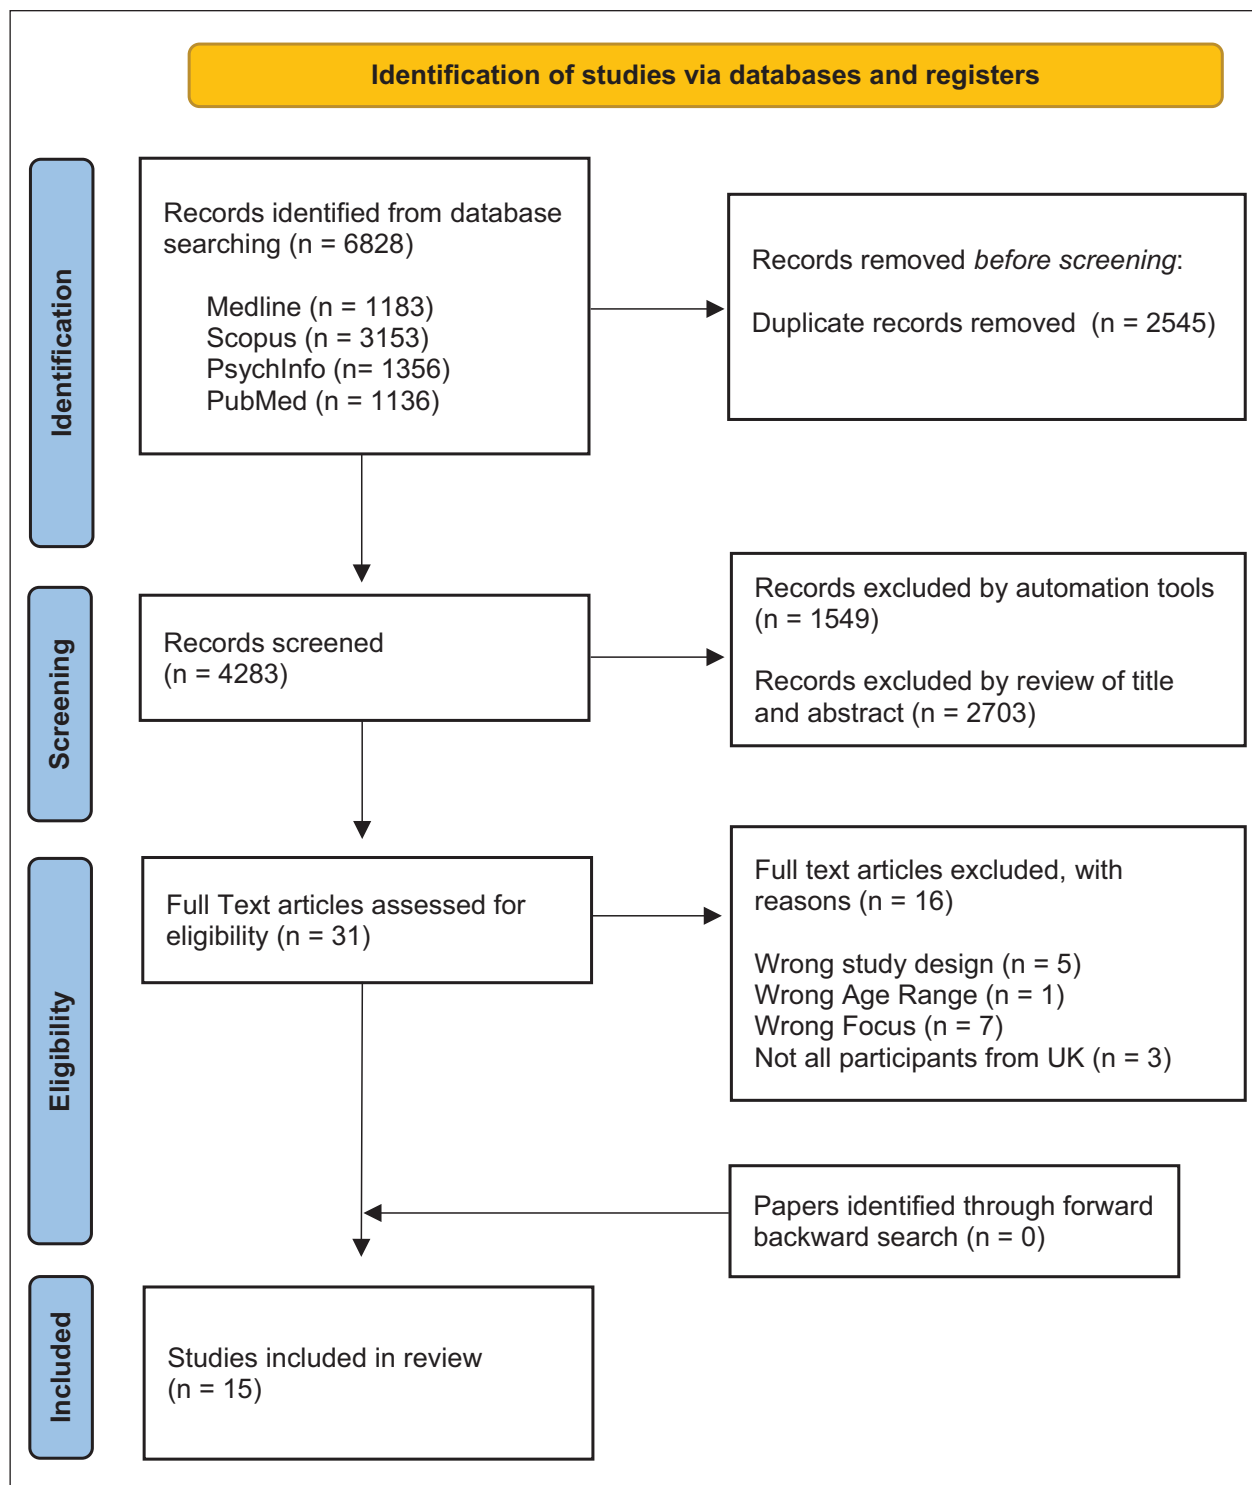 Identification of studies via databases and registers
Identification
Records identified from database
searching (n = 6828)
Medline (n = 1183)
Scopus (n = 3153)
PsychInfo (n= 1356)
PubMed (n = 1136)
Records removed before screening:
Duplicate records removed (n = 2545)
Screening
Records screened
(n = 4283)
Records excluded by automation tools
(n = 1549)
Records excluded by review of title
and abstract (n = 2703)
Eligibility
Full Text articles assessed for
eligibility (n = 31)
Full text articles excluded, with
reasons (n = 16)
Wrong study design (n = 5)
Wrong Age Range (n = 1)
Wrong Focus (n = 7)
Not all participants from UK (n = 3)
Papers identified through forward
backward search (n = 0)
Included
Studies included in review
(n = 15)